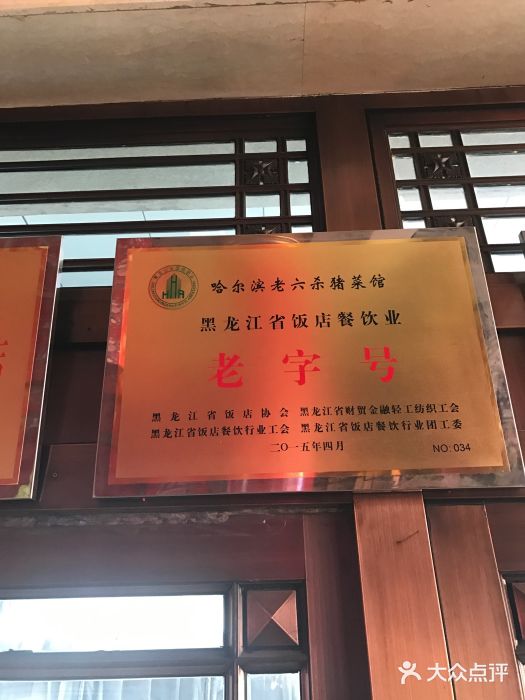 哈尔滨老六杀猪菜馆
黑龙江省饭店餐饮业
老字号
黑龙江省饭店协会 黑龙江省财贸金融轻工纺织工会
黑龙江省饭店餐饮行业工会 黑龙江省饭店餐饮行业团工委
二〇一五年四月
NO: 034
大众点评